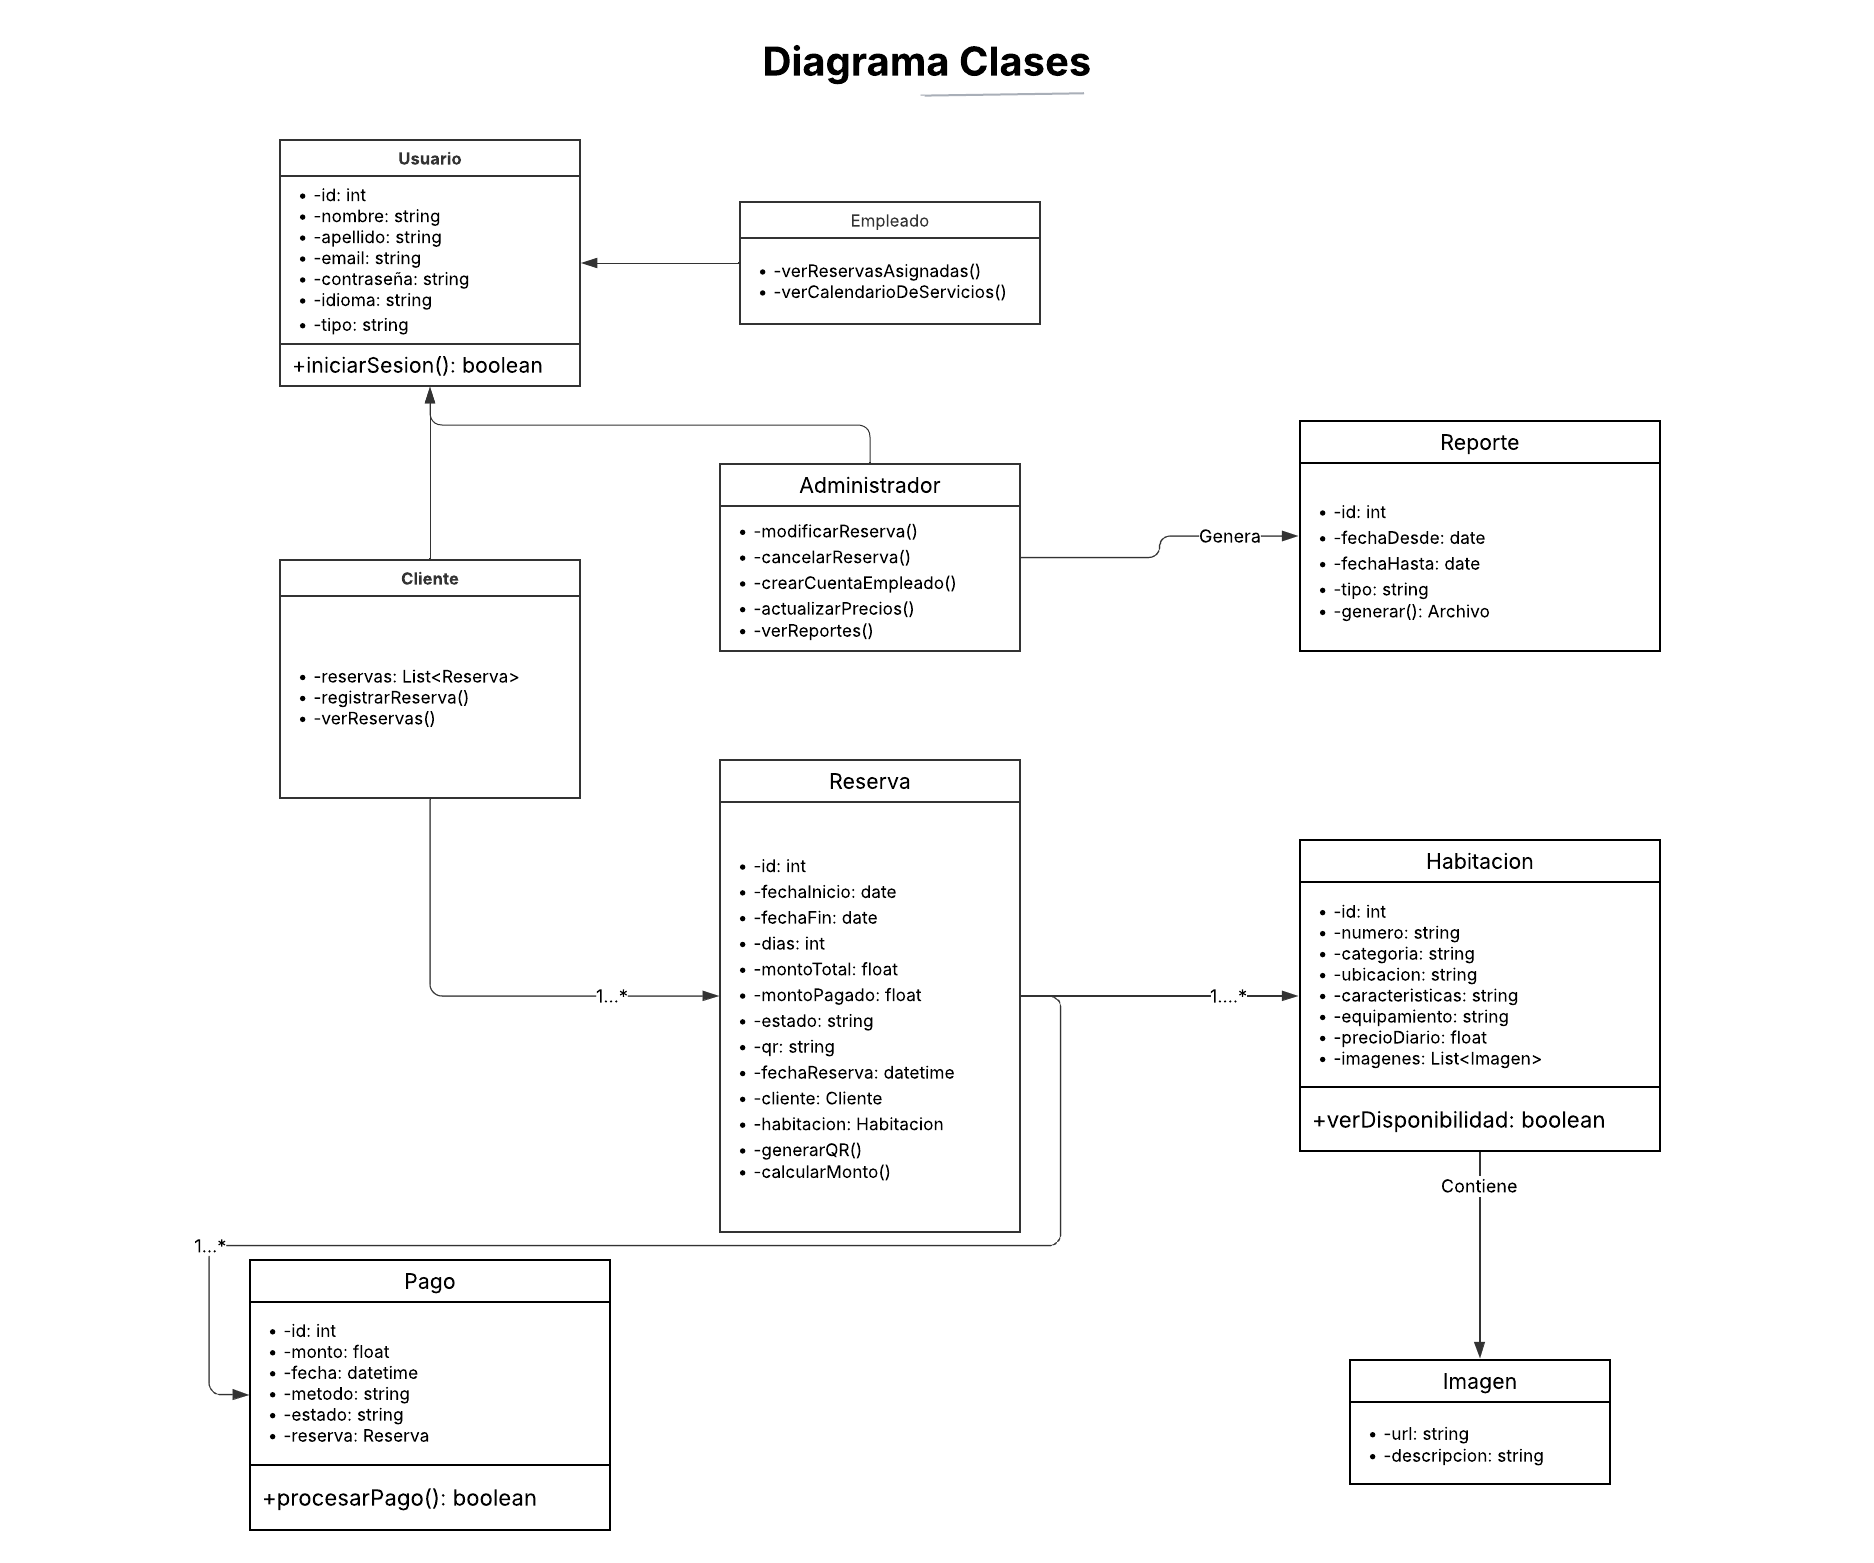 Diagrama Clases
Usuario
-id: int
-nombre: string
-apellido: string
-email: string
-contraseña: string
-idioma: string
-tipo: string
+iniciarSesion(): boolean
Empleado
-verReservasAsignadas()
-verCalendarioDeServicios()
Administrador
-modificarReserva()
-cancelarReserva()
-crearCuentaEmpleado()
-actualizarPrecios()
-verReportes()
Genera
Reporte
-id: int
-fechaDesde: date
-fechaHasta: date
-tipo: string
-generar(): Archivo
Cliente
-reservas: List<Reserva>
-registrarReserva()
-verReservas()
1...*
Reserva
-id: int
-fechaInicio: date
-fechaFin: date
-dias: int
-montoTotal: float
-montoPagado: float
-estado: string
-qr: string
-fechaReserva: datetime
-cliente: Cliente
-habitacion: Habitacion
-generarQR()
-calcularMonto()
1....*
Habitacion
-id: int
-numero: string
-categoria: string
-ubicacion: string
-caracteristicas: string
-equipamiento: string
-precioDiario: float
-imagenes: List<Imagen>
+verDisponibilidad: boolean
Contiene
1...*
Pago
-id: int
-monto: float
-fecha: datetime
-metodo: string
-estado: string
-reserva: Reserva
+procesarPago(): boolean
Imagen
-url: string
-descripcion: string